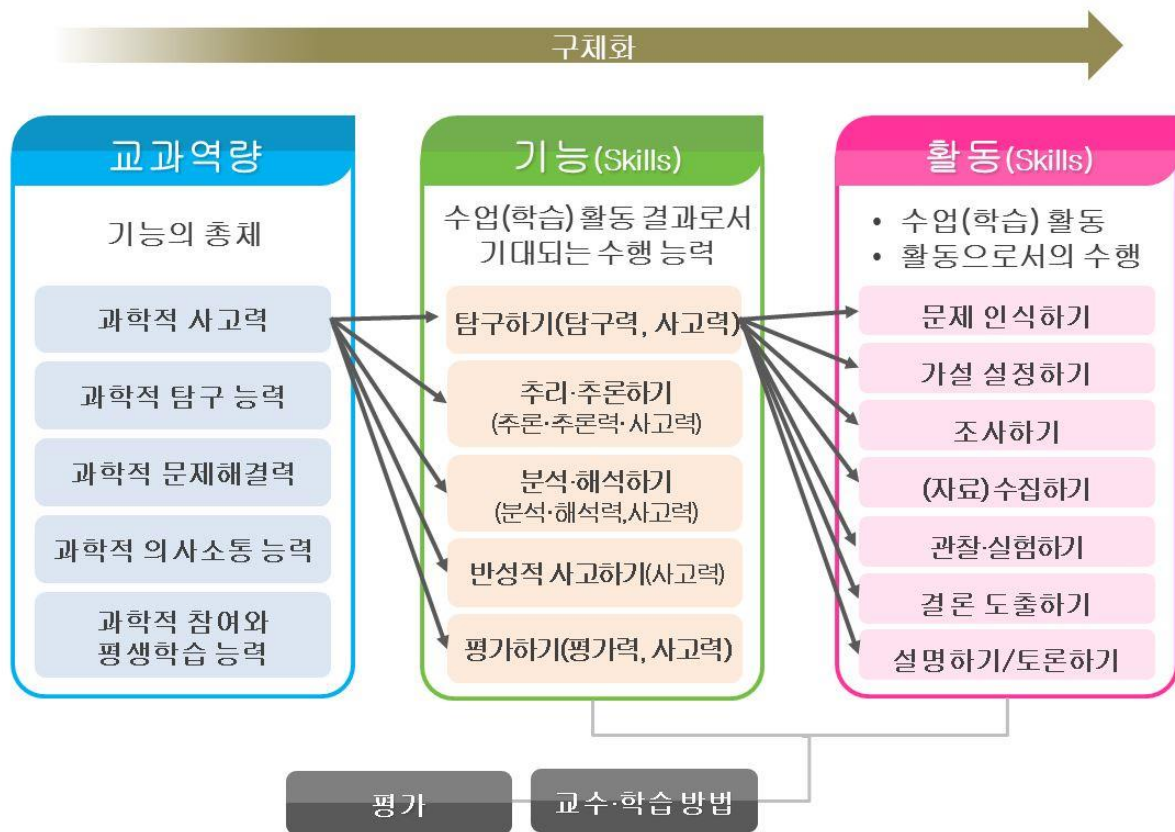 구체화
교과역량
기능의 총체
과학적 사고력
과학적 탐구 능력
과학적 문제해결력
과학적 의사소통 능력
과학적 참여와
평생학습 능력
기능(Skills)
수업(학습) 활동 결과로서
기대되는 수행 능력
탐구하기(탐구력, 사고력)
추리·추론하기
(추론·추론력·사고력)
분석·해석하기
(분석·해석력,사고력)
반성적 사고하기(사고력)
평가하기(평가력, 사고력)
활동(Skills)
• 수업(학습) 활동
• 활동으로서의 수행
문제 인식하기
가설 설정하기
조사하기
(자료)수집하기
관찰·실험하기
결론 도출하기
설명하기/토론하기
평가
교수·학습 방법